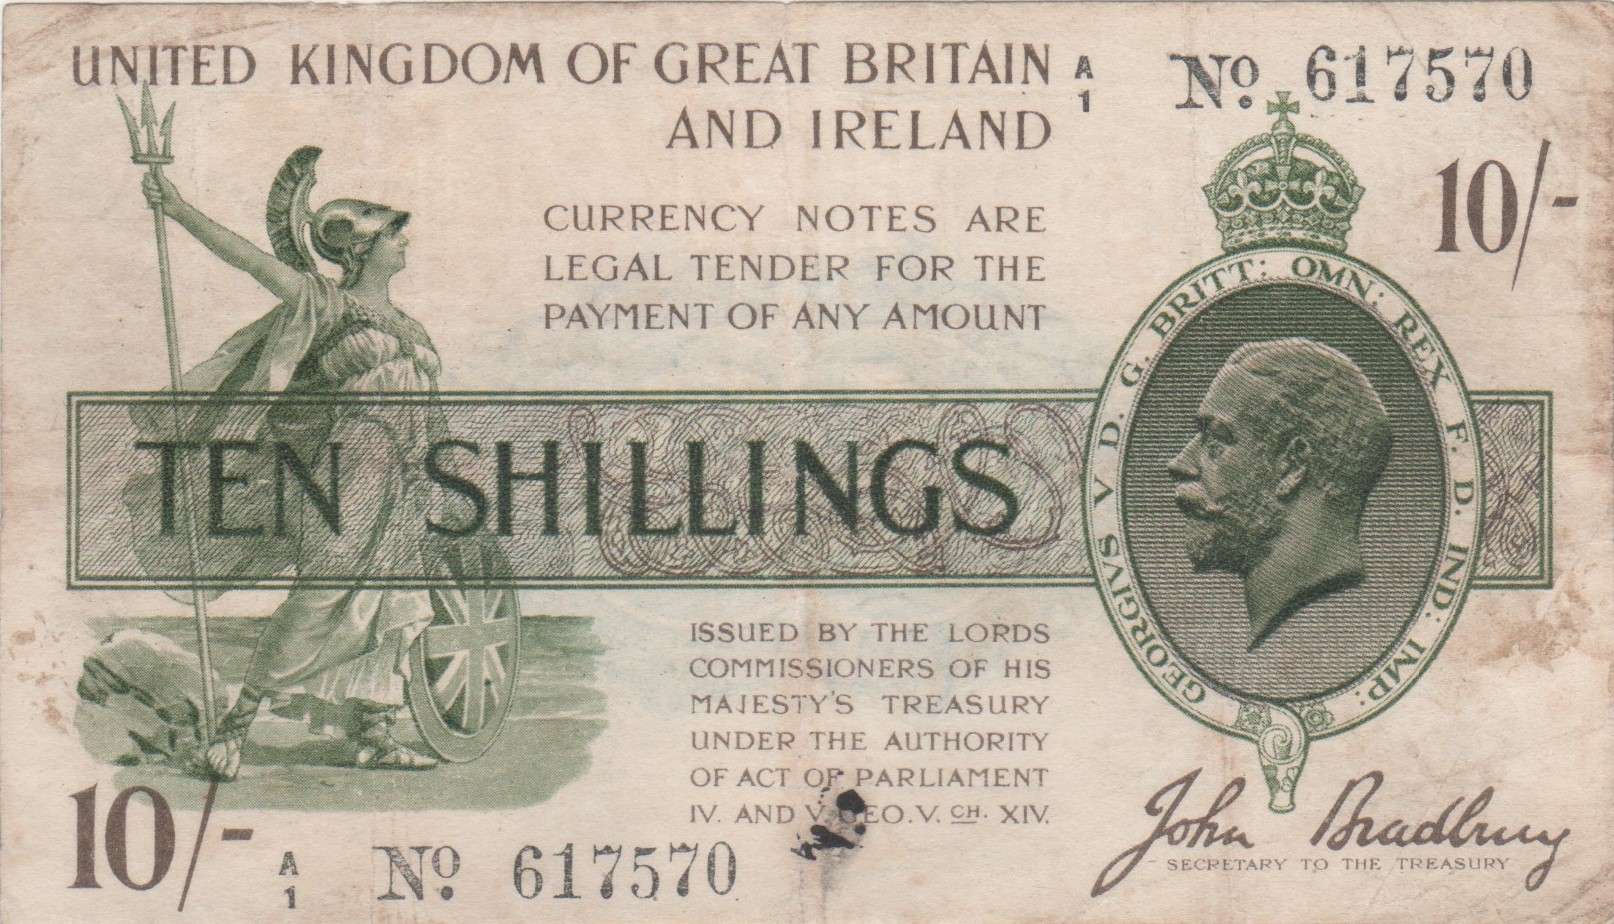 UNITED KINGDOM OF GREAT BRITAIN
AND IRELAND
A
1
No. 617570
10/-
CURRENCY NOTES ARE
LEGAL TENDER FOR THE
PAYMENT OF ANY AMOUNT
GEORGIVS V D. G. BRITT: OMN: REX F. D. IND: IMP:
TEN SHILLINGS
ISSUED BY THE LORDS
COMMISSIONERS OF HIS
MAJESTY'S TREASURY
UNDER THE AUTHORITY
OF ACT OF PARLIAMENT
IV. AND V. GEO.V. CH. XIV.
10/-
A
1
No. 617570
John Bradbury
SECRETARY TO THE TREASURY